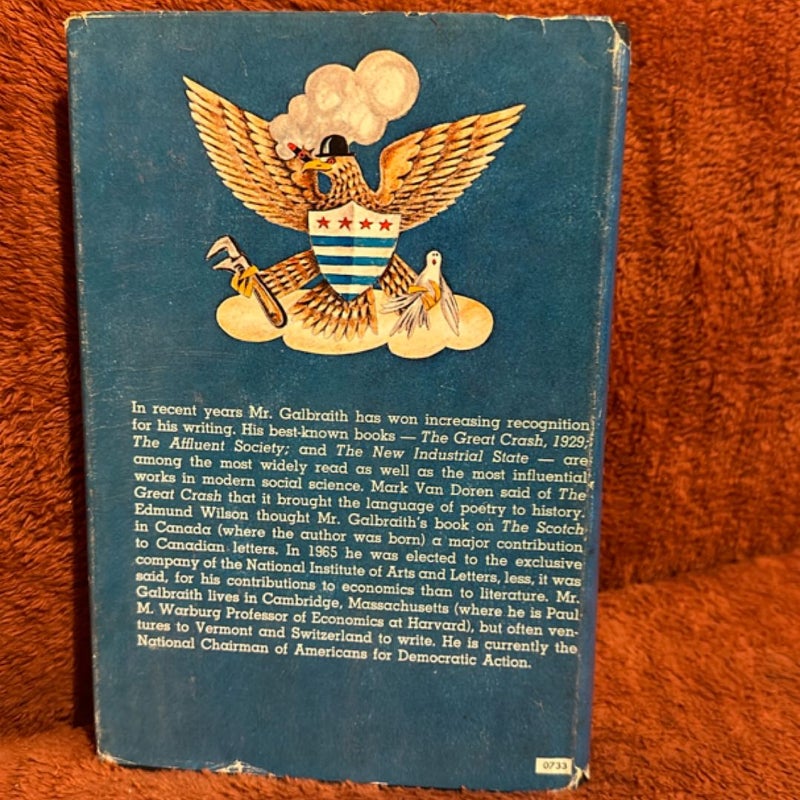 In recent years Mr. Galbraith has won increasing recognition
for his writing. His best-known books — The Great Crash, 1929;
The Affluent Society; and The New Industrial State — are
among the most widely read as well as the most influential
works in modern social science. Mark Van Doren said of The
Great Crash that it brought the language of poetry to history.
Edmund Wilson thought Mr. Galbraith's book on The Scotch
in Canada (where the author was born) a major contribution
to Canadian letters. In 1965 he was elected to the exclusive
company of the National Institute of Arts and Letters, less, it was
said, for his contributions to economics than to literature. Mr.
Galbraith lives in Cambridge, Massachusetts (where he is Paul
M. Warburg Professor of Economics at Harvard), but often ven-
tures to Vermont and Switzerland to write. He is currently the
National Chairman of Americans for Democratic Action.
0733